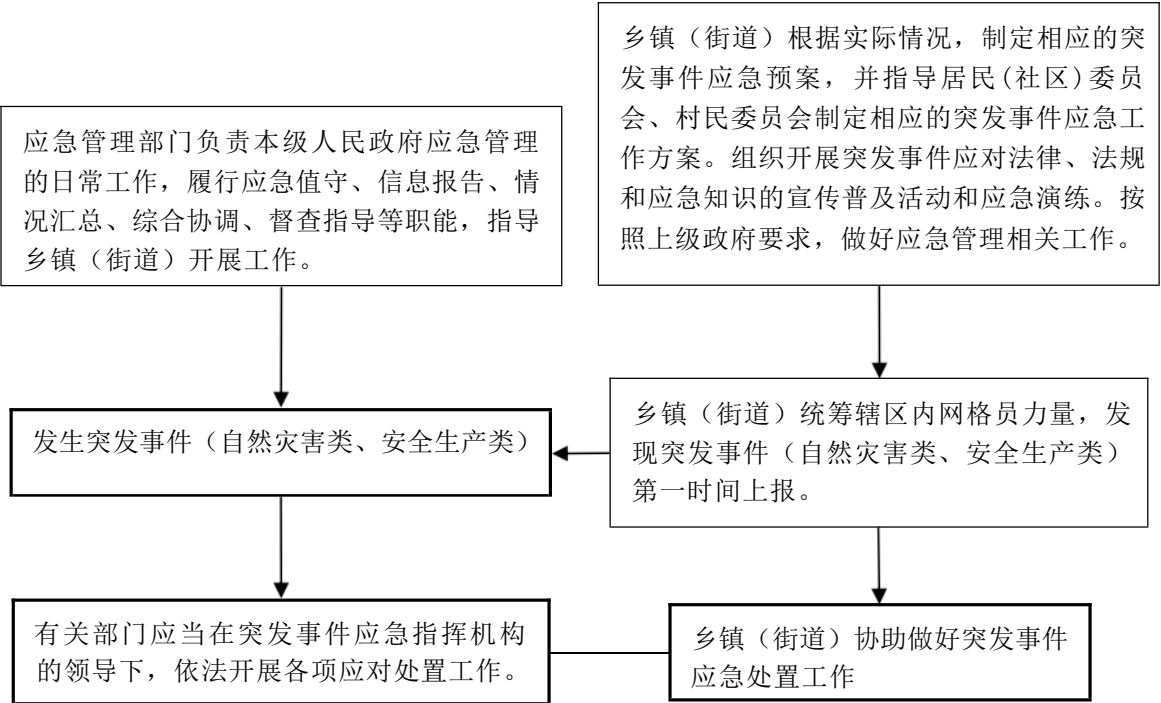 应急管理部门负责本级人民政府应急管理
的日常工作，履行应急值守、信息报告、情
况汇总、综合协调、督查指导等职能，指导
乡镇（街道）开展工作。
乡镇（街道）根据实际情况，制定相应的突
发事件应急预案，并指导居民(社区)委员
会、村民委员会制定相应的突发事件应急工
作方案。组织开展突发事件应对法律、法规
和应急知识的宣传普及活动和应急演练。按
照上级政府要求，做好应急管理相关工作。
发生突发事件（自然灾害类、安全生产类）
乡镇（街道）统筹辖区内网格员力量，发
现突发事件（自然灾害类、安全生产类）
第一时间上报。
有关部门应当在突发事件应急指挥机构
的领导下，依法开展各项应对处置工作。
乡镇（街道）协助做好突发事件
应急处置工作